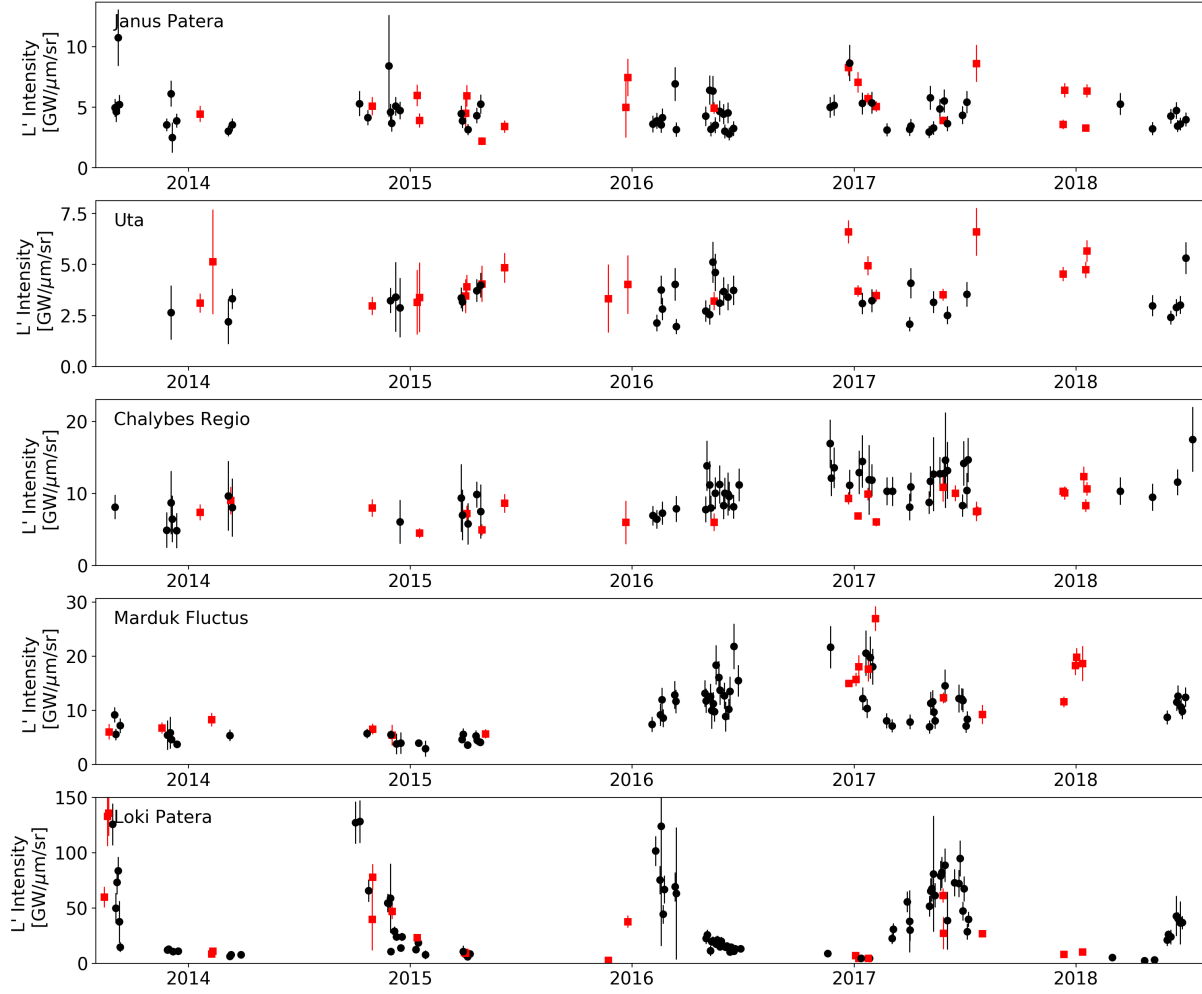 Janus Patera
L' Intensity
[GW/μm/sr]
10
5
0
2014 2015 2016 2017 2018
Uta
L' Intensity
[GW/μm/sr]
7.5
5.0
2.5
0.0
2014 2015 2016 2017 2018
Chalybes Regio
L' Intensity
[GW/μm/sr]
20
10
0
2014 2015 2016 2017 2018
Marduk Fluctus
L' Intensity
[GW/μm/sr]
30
20
10
0
2014 2015 2016 2017 2018
Loki Patera
L' Intensity
[GW/μm/sr]
150
100
50
0
2014 2015 2016 2017 2018